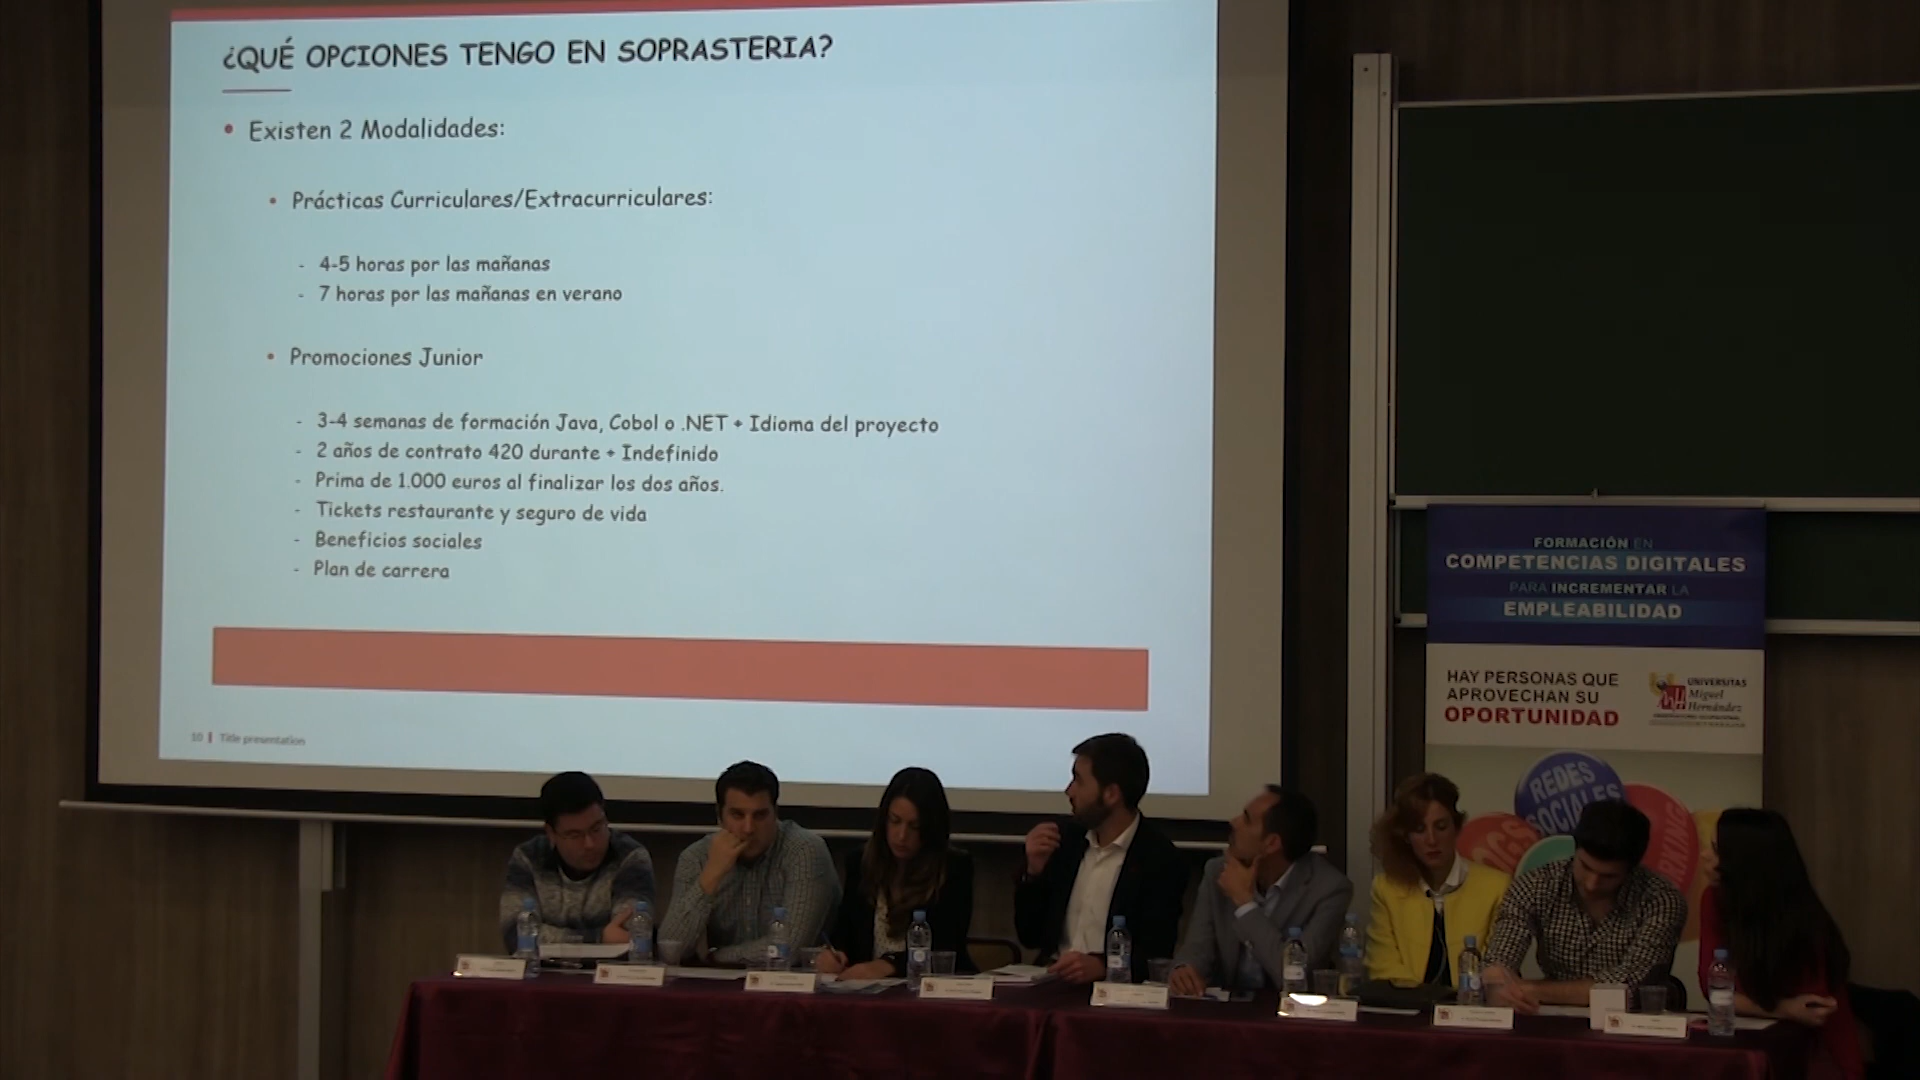 ¿QUÉ OPCIONES TENGO EN SOPRASTERIA?
• Existen 2 Modalidades:
• Prácticas Curriculares/Extracurriculares:
- 4-5 horas por las mañanas
- 7 horas por las mañanas en verano
• Promociones Junior
- 3-4 semanas de formación Java, Cobol o .NET + Idioma del proyecto
- 2 años de contrato 420 durante + Indefinido
- Prima de 1.000 euros al finalizar los dos años.
- Tickets restaurante y seguro de vida
- Beneficios sociales
- Plan de carrera
10 | Title presentation
FORMACIÓN EN
COMPETENCIAS DIGITALES
PARA INCREMENTAR LA
EMPLEABILIDAD
HAY PERSONAS QUE
APROVECHAN SU
OPORTUNIDAD
UNIVERSITAS
Miguel
Hernández
REDES
SOCIALES